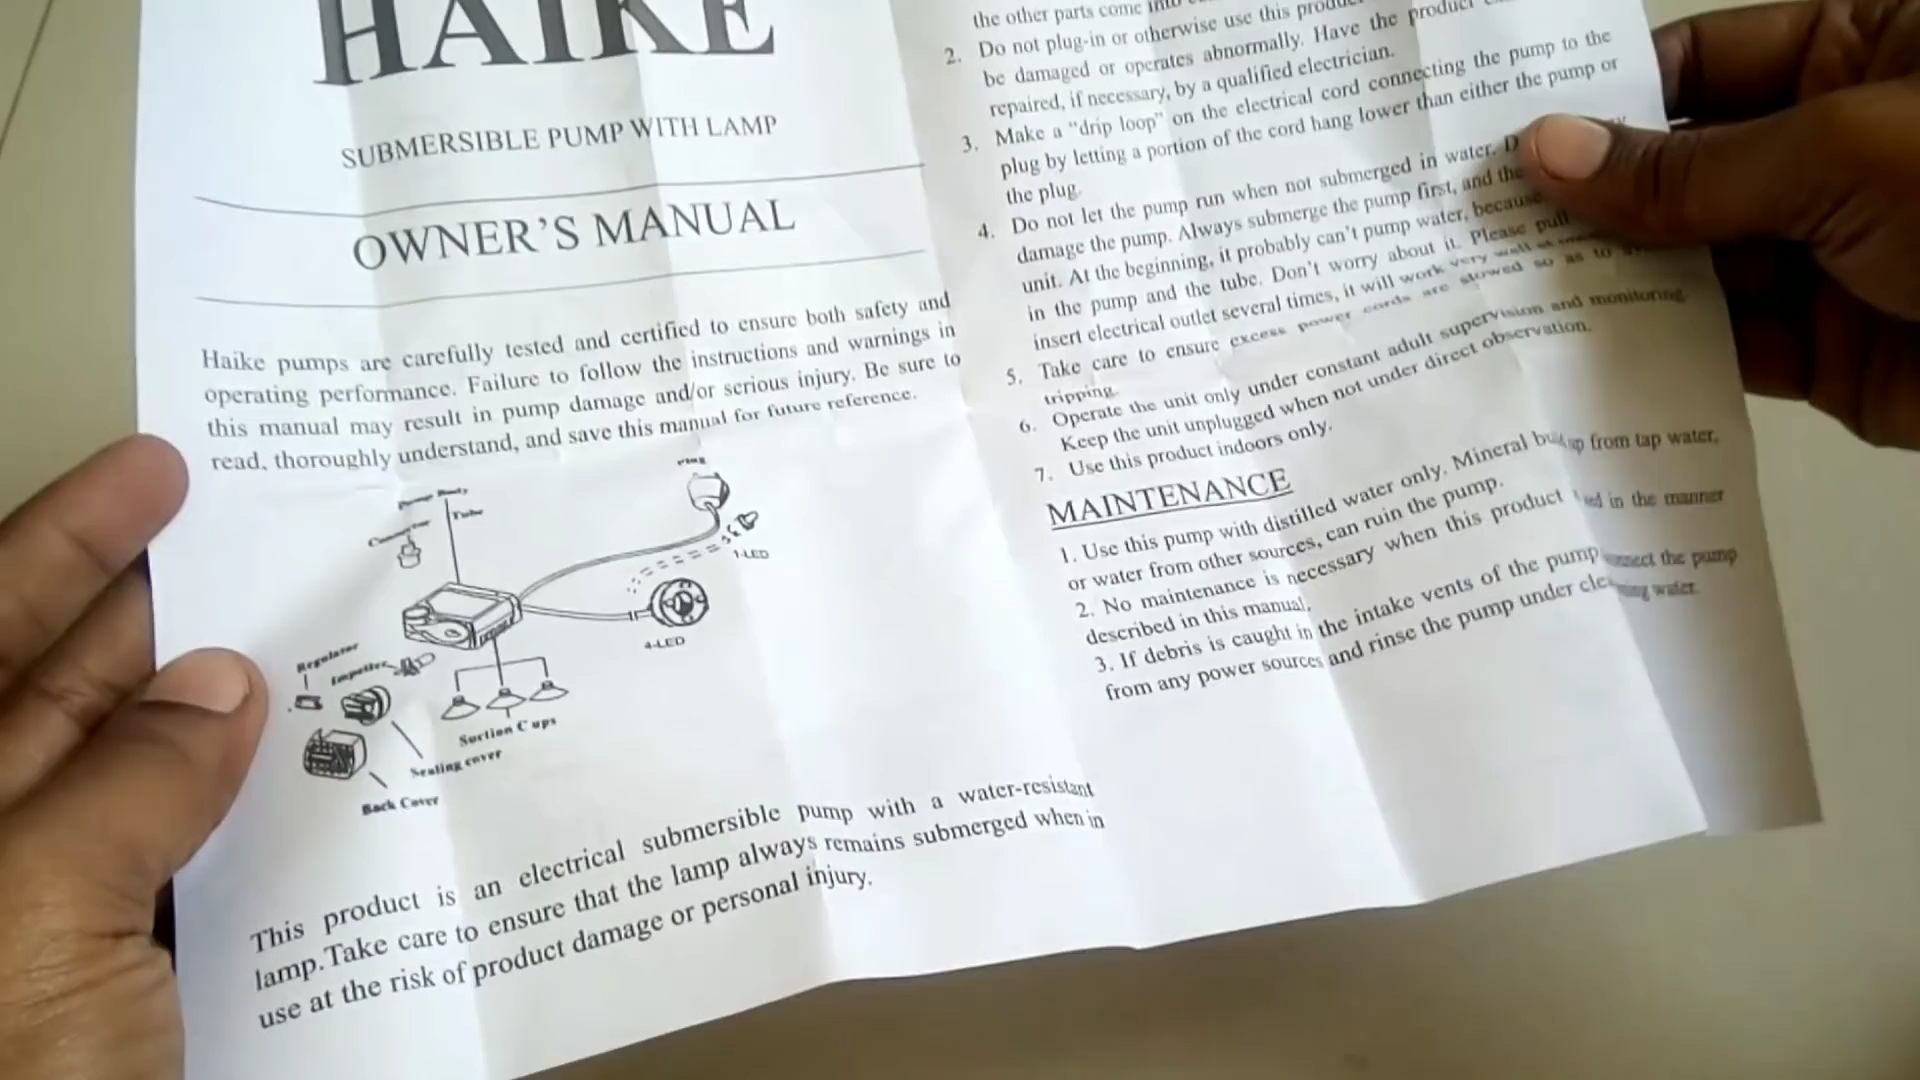 HAIKE
SUBMERSIBLE PUMP WITH LAMP
OWNER'S MANUAL
Haike pumps are carefully tested and certified to ensure both safety and
operating performance. Failure to follow the instructions and warnings in
this manual may result in pump damage and/or serious injury. Be sure to
read, thoroughly understand, and save this manual for future reference.
Plug
Pump Body
Tube
Connector
1-LED
4-LED
Regulator
Impeller
Suction Cups
Sealing cover
Back Cover
This product is an electrical submersible pump with a water-resistant
lamp.Take care to ensure that the lamp always remains submerged when in
use at the risk of product damage or personal injury.
the other parts come into
2. Do not plug-in or otherwise use this
be damaged or operates abnormally. Have the product
repaired, if necessary, by a qualified electrician.
3. Make a "drip loop" on the electrical cord connecting the pump to the
plug by letting a portion of the cord hang lower than either the pump or
the plug.
4. Do not let the pump run when not submerged in water.
damage the pump. Always submerge the pump first, and the
unit. At the beginning, it probably can't pump water, because
in the pump and the tube. Don't worry about it. Please pull
insert electrical outlet several times, it will work very well
5. Take care to ensure excess power cords are stowed so as to
tripping.
6. Operate the unit only under constant adult supervision and monitoring.
Keep the unit unplugged when not under direct observation.
7. Use this product indoors only.
MAINTENANCE
1. Use this pump with distilled water only. Mineral from tap water,
or water from other sources, can ruin the pump.
2. No maintenance is necessary when this product in the manner
described in this manual.
3. If debris is caught in the intake vents of the pump the pump
from any power sources and rinse the pump under water.